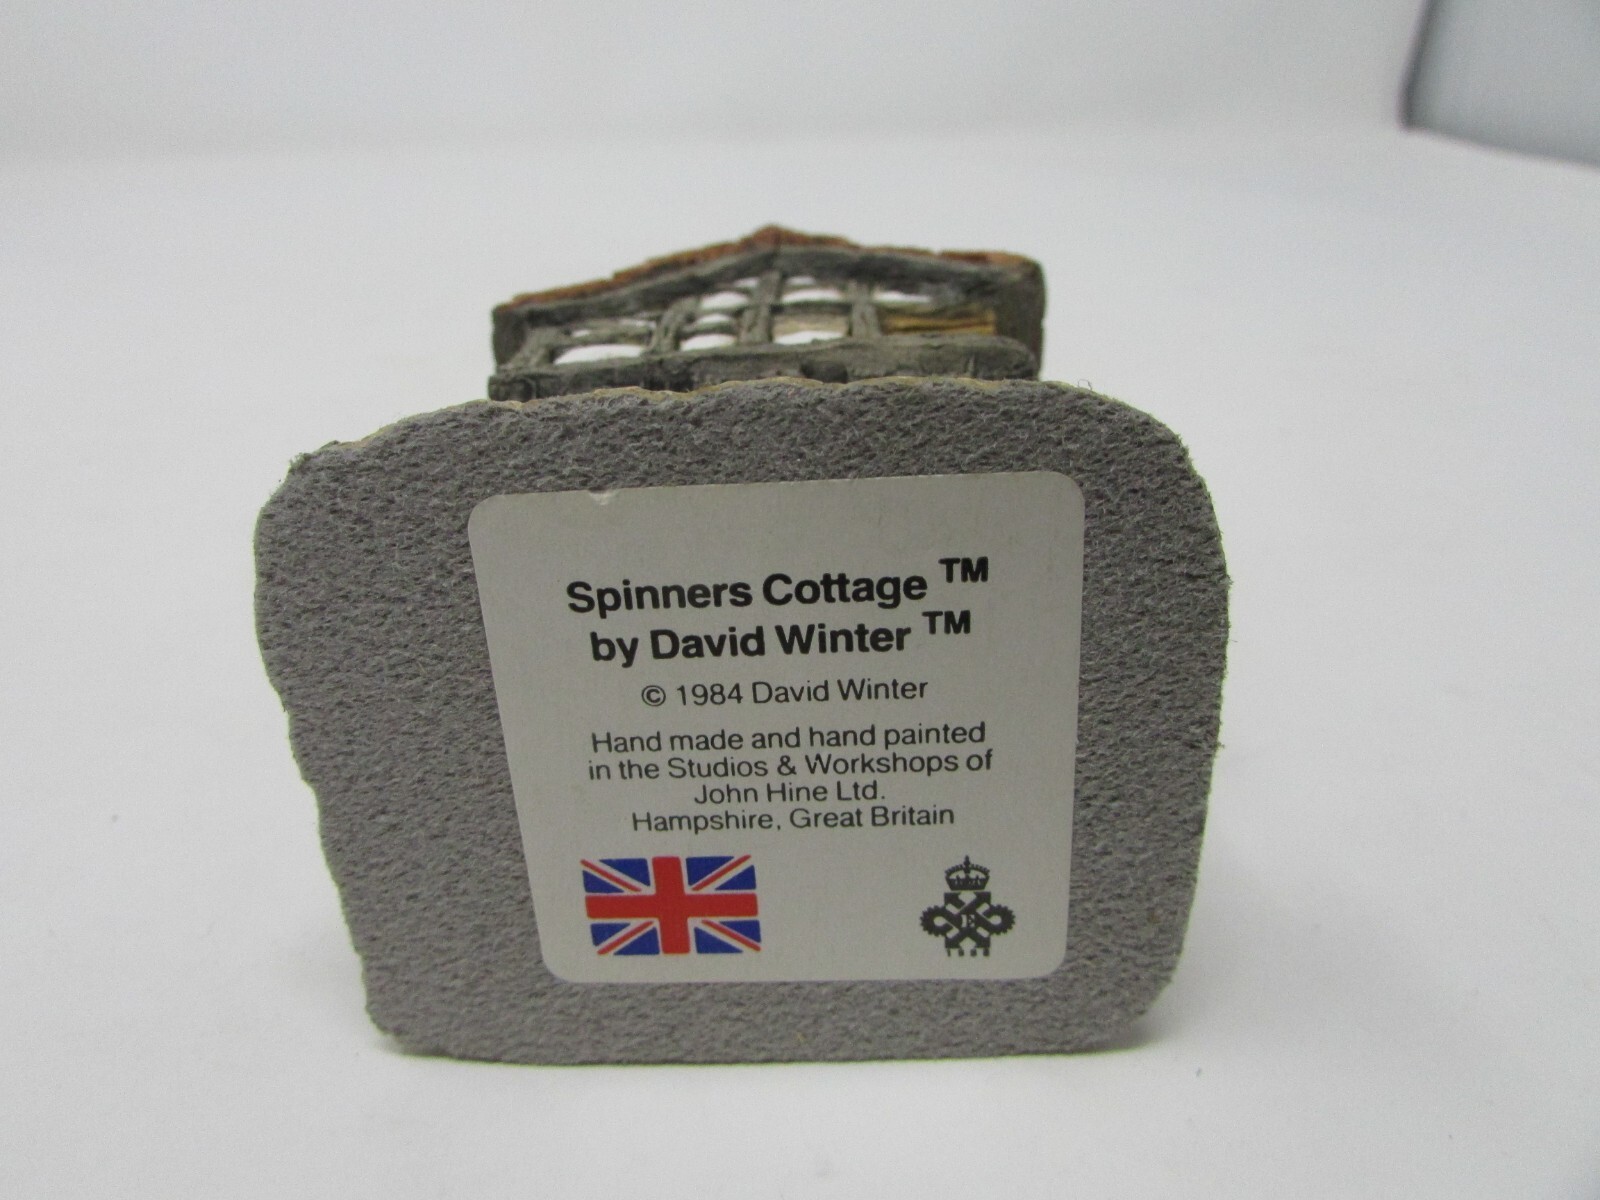 Spinners Cottage ™
by David Winter ™
© 1984 David Winter
Hand made and hand painted
in the Studios & Workshops of
John Hine Ltd.
Hampshire, Great Britain
E